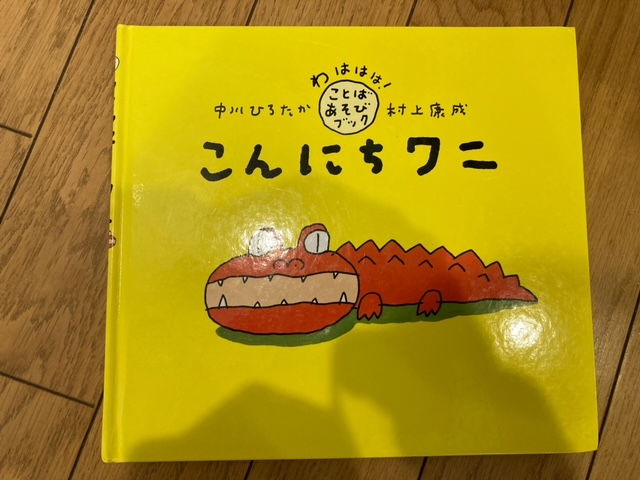 わははは!
中川ひろたか
ことば
あそび
ブック
村上康成
こんにちワニ